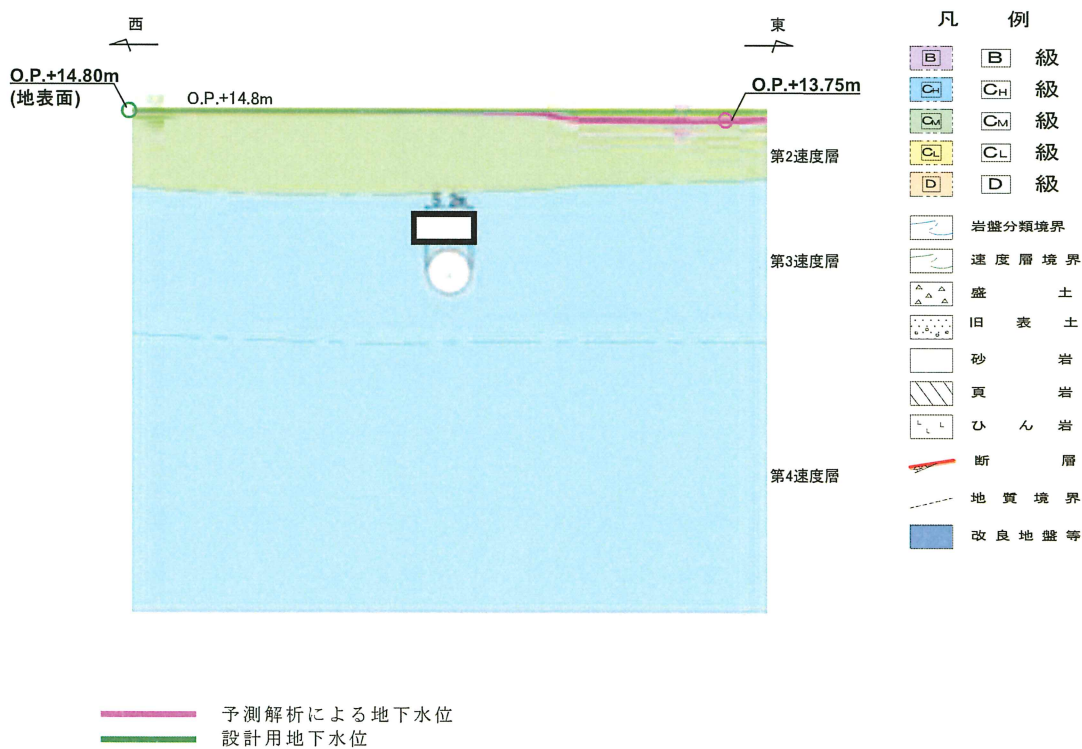 西
東
O.P.+14.80m
(地表面)
O.P.+14.8m
O.P.+13.75m
第2速度層
5.2m
第3速度層
第4速度層
凡 例
B B 級
CH CH 級
CM CM 級
CL CL 級
D D 級
岩盤分類境界
速度層境界
盛 土
旧 表 土
砂 岩
頁 岩
ひ ん 岩
断 層
地 質 境 界
改 良 地 盤 等
予測解析による地下水位
設計用地下水位